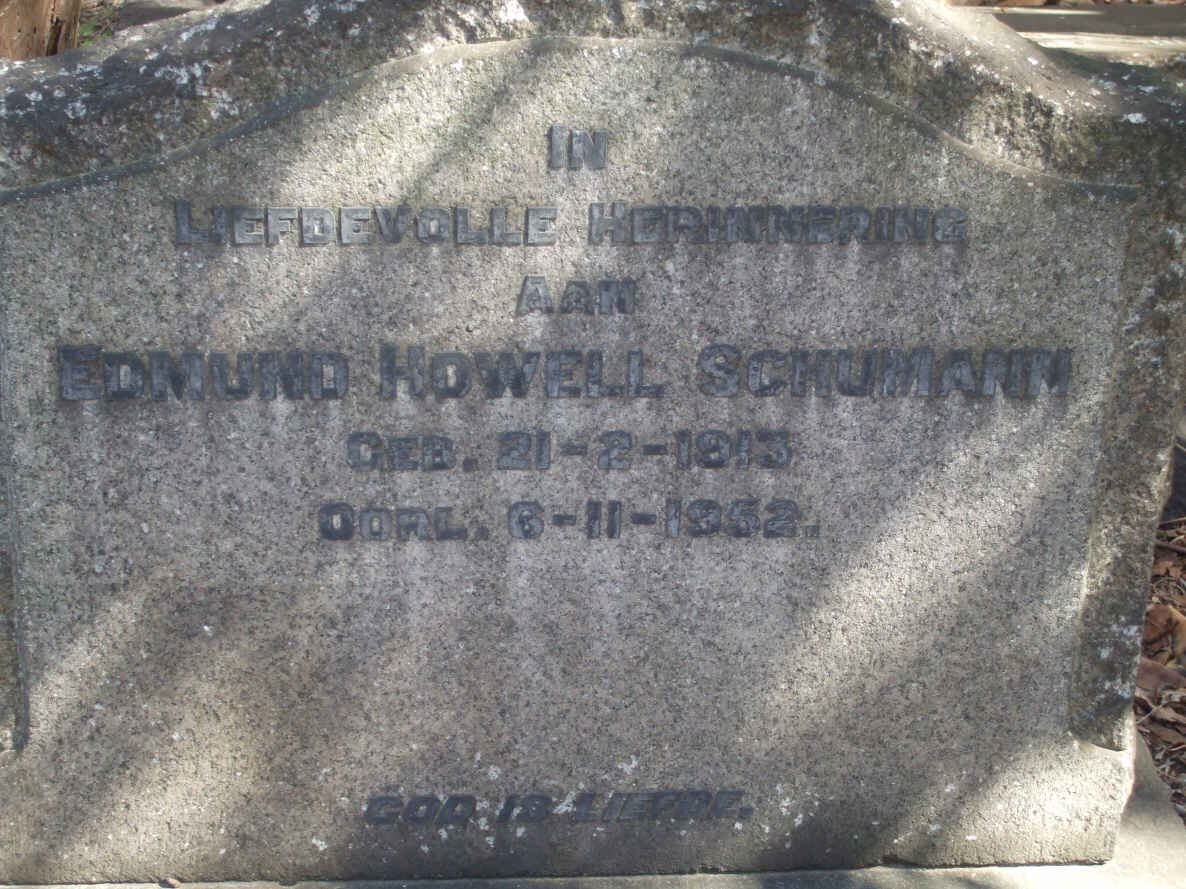 IN
LIEFDEVOLLE HERINNERING
AAN
EDMUND HOWELL SCHUMANN
GEB. 21-2-1913
OORL. 6-11-1952.
GOD IS LIEFDE.